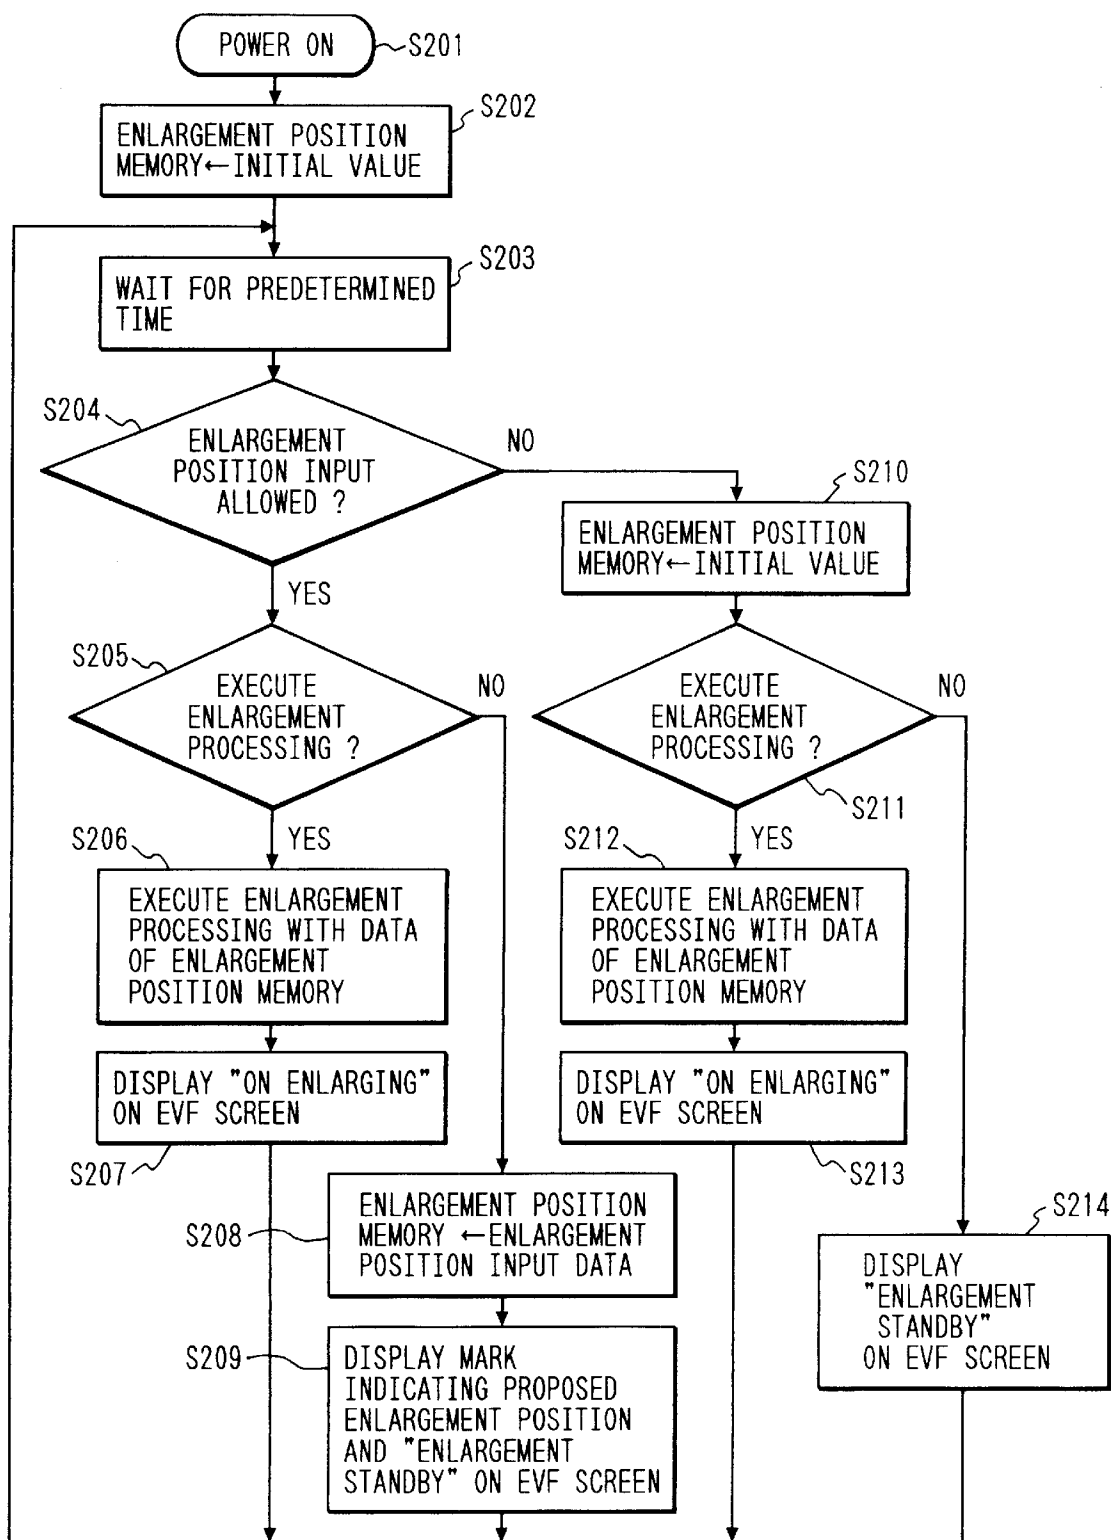 POWER ON
S201
S202
ENLARGEMENT POSITION
MEMORY←INITIAL VALUE
S203
WAIT FOR PREDETERMINED
TIME
S204
ENLARGEMENT
POSITION INPUT
ALLOWED ?
NO
YES
S210
ENLARGEMENT POSITION
MEMORY←INITIAL VALUE
S205
EXECUTE
ENLARGEMENT
PROCESSING ?
NO
YES
EXECUTE
ENLARGEMENT
PROCESSING ?
NO
S211
YES
S206
EXECUTE ENLARGEMENT
PROCESSING WITH DATA
OF ENLARGEMENT
POSITION MEMORY
S212
EXECUTE ENLARGEMENT
PROCESSING WITH DATA
OF ENLARGEMENT
POSITION MEMORY
DISPLAY "ON ENLARGING"
ON EVF SCREEN
S207
DISPLAY "ON ENLARGING"
ON EVF SCREEN
S213
S208
ENLARGEMENT POSITION
MEMORY ←ENLARGEMENT
POSITION INPUT DATA
S214
DISPLAY
"ENLARGEMENT
STANDBY"
ON EVF SCREEN
S209
DISPLAY MARK
INDICATING PROPOSED
ENLARGEMENT POSITION
AND "ENLARGEMENT
STANDBY" ON EVF SCREEN